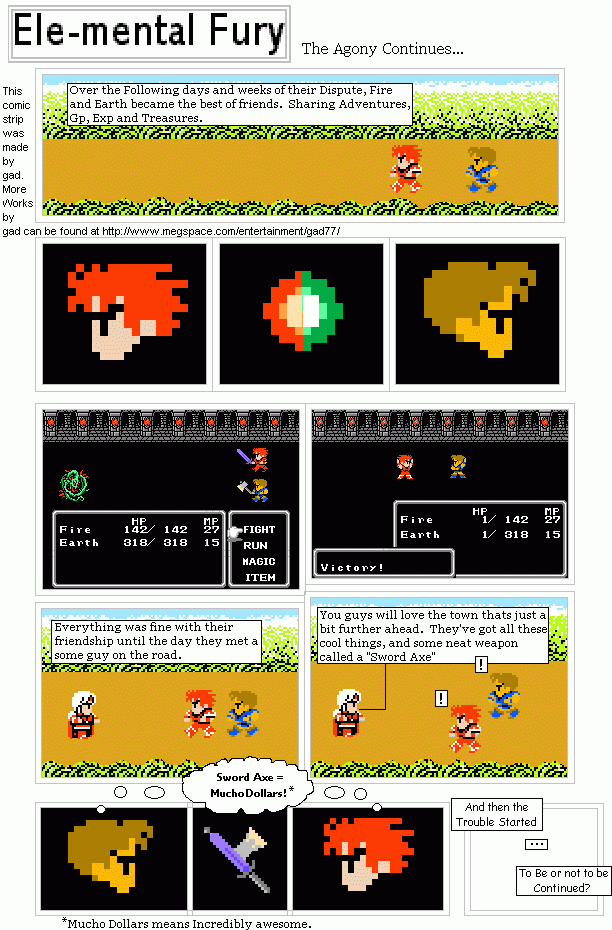 Ele-mental Fury
The Agony Continues...
This
comic
strip
was
made
by
gad.
More
Works
by
gad can be found at http://www.megspace.com/entertainment/gad77/
Over the Following days and weeks of their Dispute, Fire
and Earth became the best of friends. Sharing Adventures,
Gp, Exp and Treasures.
HP MP
Fire 142/ 142 27
Earth 318/ 318 15
FIGHT
RUN
MAGIC
ITEM
HP MP
Fire 1/ 142 27
Earth 1/ 318 15
Victory!
Everything was fine with their
friendship until the day they met a
some guy on the road.
You guys will love the town thats just a
bit further ahead. They've got all these
cool things, and some neat weapon
called a "Sword Axe"
!
!
Sword Axe =
Mucho Dollars!*
And then the
Trouble Started
...
To Be or not to be
Continued?
*Mucho Dollars means Incredibly awesome.